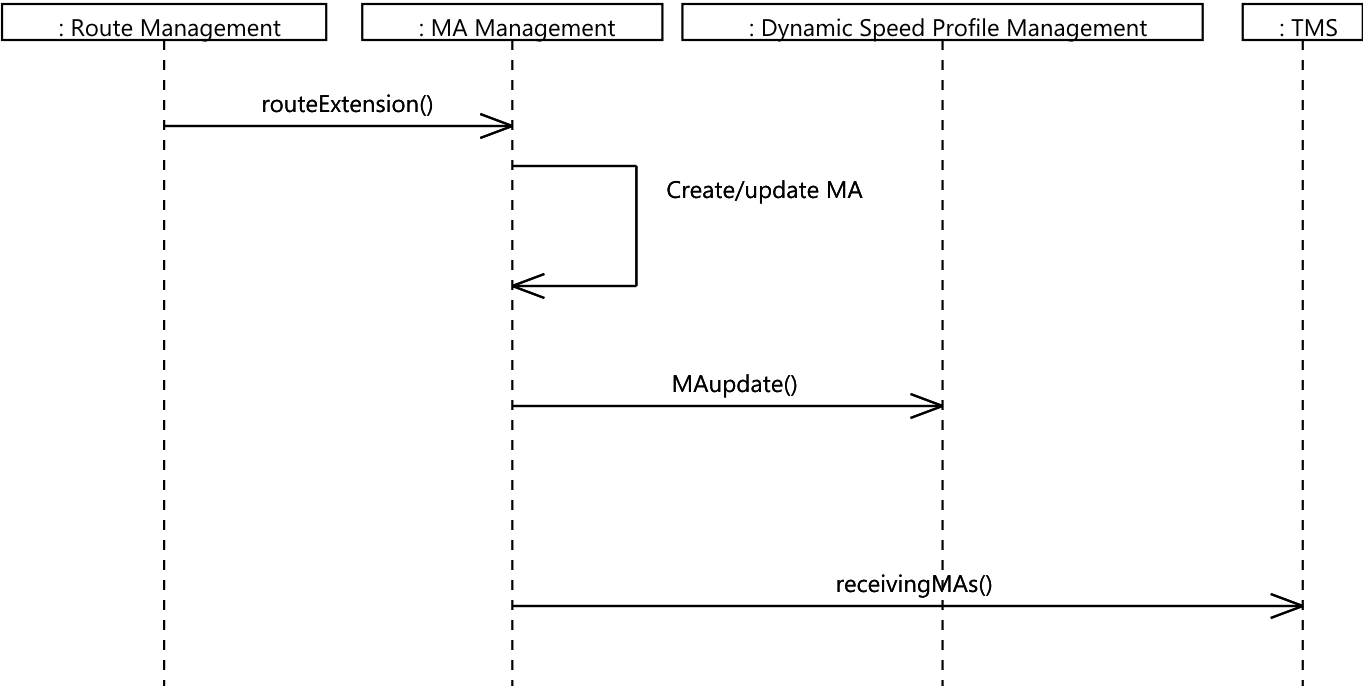 : Route Management
: MA Management
: Dynamic Speed Profile Management
: TMS
routeExtension()
Create/update MA
MAupdate()
receivingMAs()